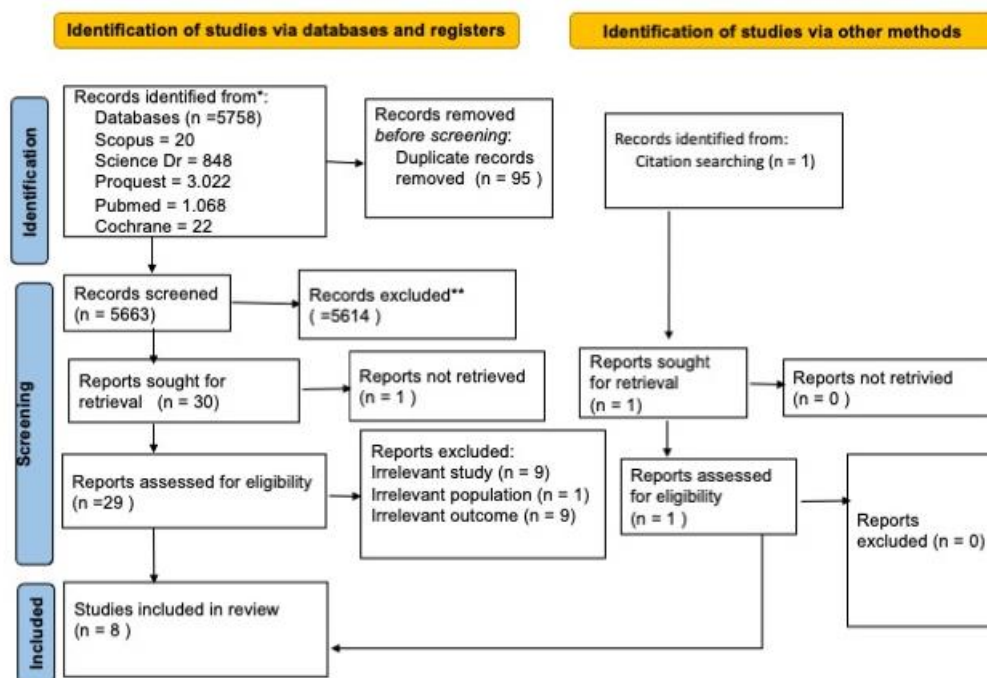 Identification of studies via databases and registers
Identification of studies via other methods
Identification
Records identified from*:
Databases (n =5758)
Scopus = 20
Science Dr = 848
Proquest = 3.022
Pubmed = 1.068
Cochrane = 22
Records removed
before screening:
Duplicate records
removed (n = 95 )
Records identified from:
Citation searching (n = 1)
Screening
Records screened
(n = 5663)
Records excluded**
( =5614 )
Reports sought for
retrieval (n = 30)
Reports not retrieved
(n = 1 )
Reports sought
for retrieval)
(n = 1)
Reports not retrivied
(n = 0 )
Reports assessed for eligibility
(n =29 )
Reports excluded:
Irrelevant study (n = 9)
Irrelevant population (n = 1)
Irrelevant outcome (n = 9)
Reports assessed
for eligibility
(n = 1 )
Reports
excluded (n = 0)
Included
Studies included in review
(n = 8 )